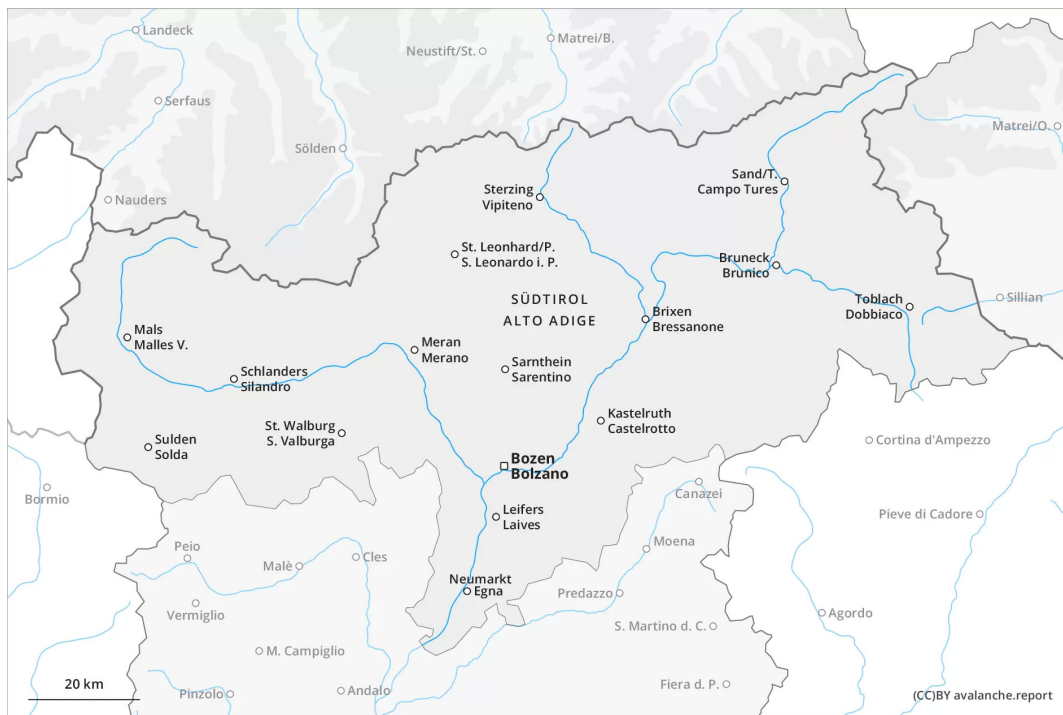 Landeck
Neustift/St.
Matrei/B.
Serfaus
Sölden
Matrei/O.
Nauders
Sterzing
Vipiteno
Sand/T.
Campo Tures
St. Leonhard/P.
S. Leonardo i. P.
Bruneck
Brunico
SÜDTIROL
ALTO ADIGE
Toblach
Dobbiaco
Sillian
Brixen
Bressanone
Mals
Malles V.
Meran
Merano
Sarnthein
Sarentino
Schlanders
Silandro
St. Walburg
S. Valburga
Kastelruth
Castelrotto
Sulden
Solda
Cortina d'Ampezzo
Bozen
Bolzano
Bormio
Canazei
Leifers
Laives
Pieve di Cadore
Peio
Malè
Cles
Moena
Neumarkt
Egna
Predazzo
Vermiglio
Agordo
S. Martino d. C.
M. Campiglio
Pinzolo
Andalo
Fiera d. P.
20 km
(CC)BY avalanche.report